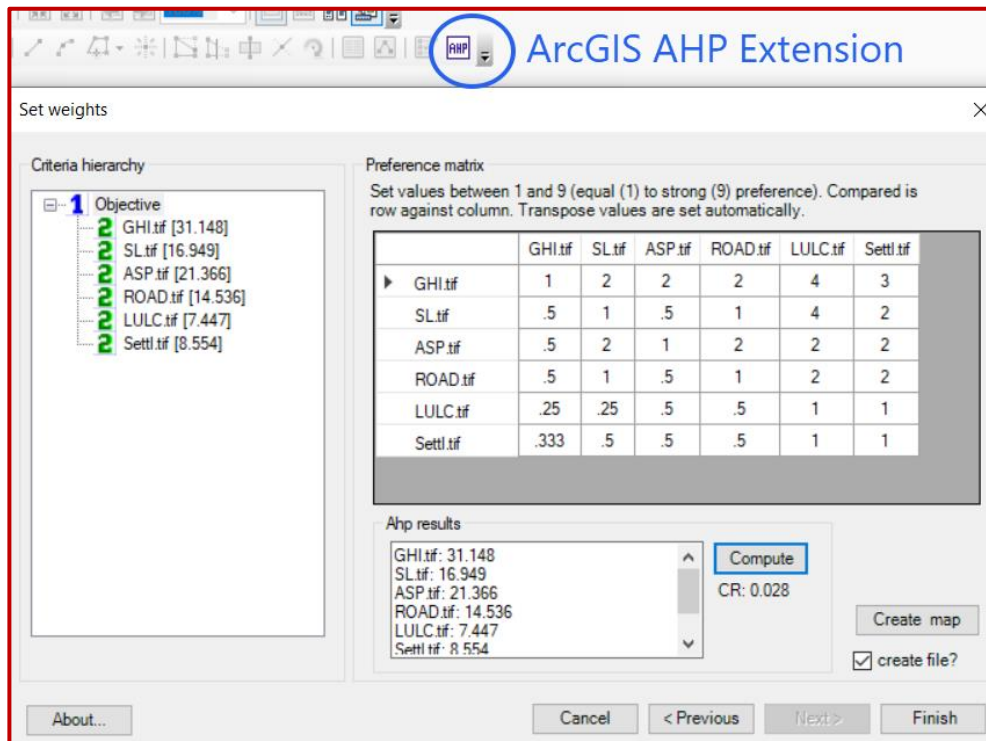 AHP ArcGIS AHP Extension
Set weights
Criteria hierarchy
1 Objective
2 GHI.tif [31.148]
2 SL.tif [16.949]
2 ASP.tif [21.366]
2 ROAD.tif [14.536]
2 LULC.tif [7.447]
2 Settl.tif [8.554]
Preference matrix
Set values between 1 and 9 (equal (1) to strong (9) preference). Compared is
row against column. Transpose values are set automatically.
GHI.tif SL.tif ASP.tif ROAD.tif LULC.tif Settl.tif
GHI.tif 1 2 2 2 4 3
SL.tif .5 1 .5 1 4 2
ASP.tif .5 2 1 2 2 2
ROAD.tif .5 1 .5 1 2 2
LULC.tif .25 .25 .5 .5 1 1
Settl.tif .333 .5 .5 .5 1 1
Ahp results
GHI.tif: 31.148
SL.tif: 16.949
ASP.tif: 21.366
ROAD.tif: 14.536
LULC.tif: 7.447
Settl.tif: 8.554
Compute
CR: 0.028
Create map
create file?
About...
Cancel
< Previous
Next >
Finish